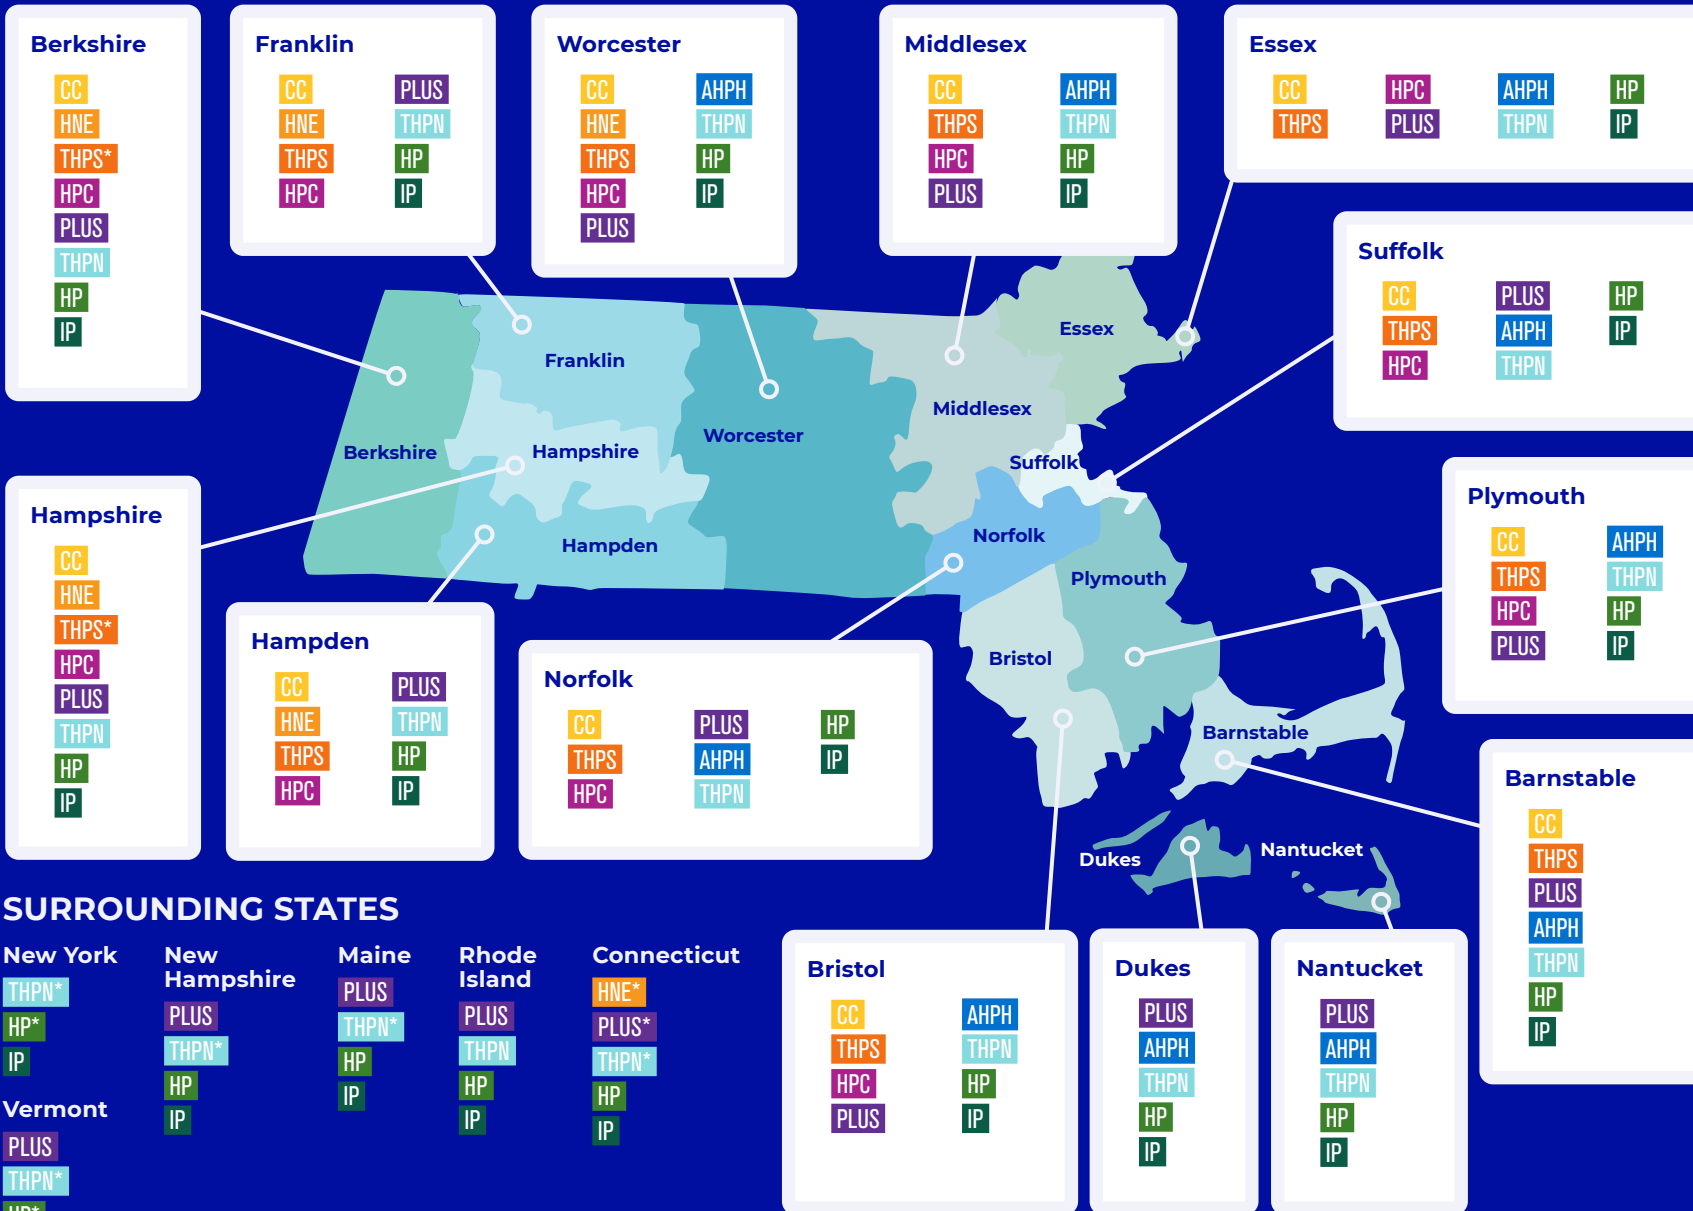 Berkshire
CC
HNE
THPS*
HPC
PLUS
THPN
HP
IP
Franklin
CC
HNE
THPS
HPC
PLUS
THPN
HP
IP
Worcester
CC
HNE
THPS
HPC
PLUS
AHPH
THPN
HP
IP
Middlesex
CC
THPS
HPC
PLUS
AHPH
THPN
HP
IP
Essex
CC
THPS
HPC
PLUS
AHPH
THPN
HP
IP
Suffolk
CC
THPS
HPC
PLUS
AHPH
THPN
HP
IP
Essex
Franklin
Middlesex
Worcester
Berkshire
Hampshire
Suffolk
Norfolk
Hampden
Plymouth
Bristol
Barnstable
Dukes
Nantucket
Hampshire
CC
HNE
THPS*
HPC
PLUS
THPN
HP
IP
Hampden
CC
HNE
THPS
HPC
PLUS
THPN
HP
IP
Norfolk
CC
THPS
HPC
PLUS
AHPH
THPN
HP
IP
Plymouth
CC
THPS
HPC
PLUS
AHPH
THPN
HP
IP
Barnstable
CC
THPS
PLUS
AHPH
THPN
HP
IP
Bristol
CC
THPS
HPC
PLUS
AHPH
THPN
HP
IP
Dukes
PLUS
AHPH
THPN
HP
IP
Nantucket
PLUS
AHPH
THPN
HP
IP
SURROUNDING STATES
New York
THPN*
HP*
IP
Vermont
PLUS
THPN*
HP*
New
Hampshire
PLUS
THPN*
HP
IP
Maine
PLUS
THPN*
HP
IP
Rhode
Island
PLUS
THPN
HP
IP
Connecticut
HNE*
PLUS*
THPN*
HP
IP